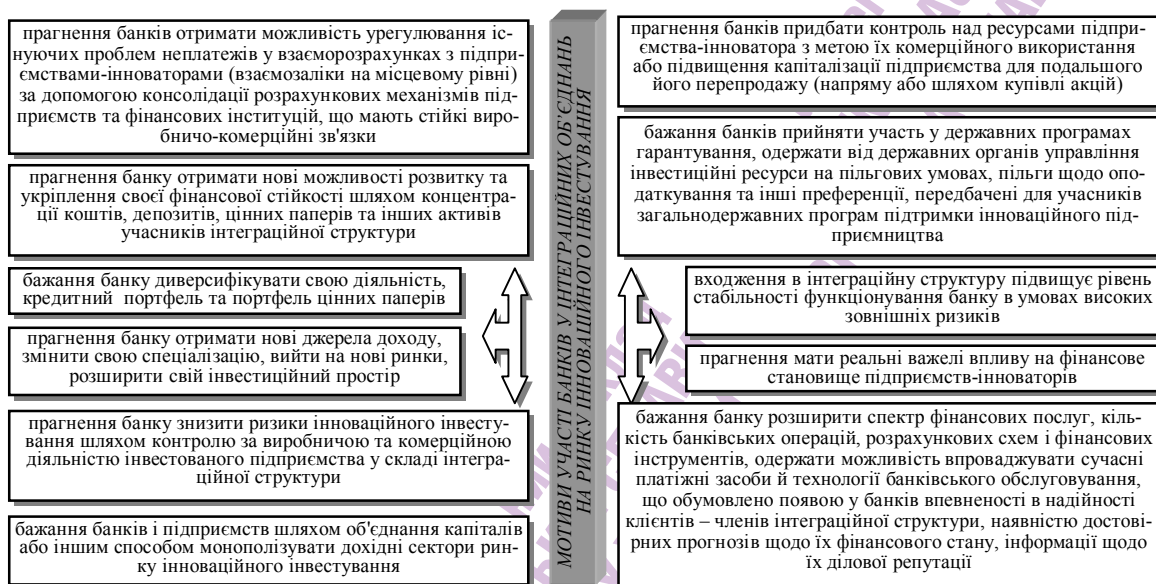 прагнення банків отримати можливість урегулювання іс-
нуючих проблем неплатежів у взаєморозрахунках з підпри-
ємствами-інноваторами (взаємозаліки на місцевому рівні)
за допомогою консолідації розрахункових механізмів під-
приємств та фінансових інституцій, що мають стійкі виро-
бничо-комерційні зв'язки
прагнення банку отримати нові можливості розвитку та
укріплення своєї фінансової стійкості шляхом концентра-
ції коштів, депозитів, цінних паперів та інших активів
учасників інтеграційної структури
бажання банку диверсифікувати свою діяльність,
кредитний портфель та портфель цінних паперів
прагнення банку отримати нові джерела доходу,
змінити свою спеціалізацію, вийти на нові ринки,
розширити свій інвестиційний простір
прагнення банку знизити ризики інноваційного інвесту-
вання шляхом контролю за виробничою та комерційною
діяльністю інвестованого підприємства у складі інтегра-
ційної структури
бажання банків і підприємств шляхом об'єднання капіталів
або іншим способом монополізувати дохідні сектори рин-
ку інноваційного інвестування
МОТИВИ УЧАСТІ БАНКІВ У ІНТЕГРАЦІЙНИХ ОБ'ЄДНАНЬ
НА РИНКУ ІННОВАЦІЙНОГО ІНВЕСТУВАННЯ
прагнення банків придбати контроль над ресурсами підпри-
ємства-інноватора з метою їх комерційного використання
або підвищення капіталізації підприємства для подальшого
його перепродажу (напряму або шляхом купівлі акцій)
бажання банків прийняти участь у державних програмах
гарантування, одержати від державних органів управління
інвестиційні ресурси на пільгових умовах, пільги щодо опо-
даткування та інші преференції, передбачені для учасників
загальнодержавних програм підтримки інноваційного під-
приємництва
входження в інтеграційну структуру підвищує рівень
стабільності функціонування банку в умовах високих
зовнішніх ризиків
прагнення мати реальні важелі впливу на фінансове
становище підприємств-інноваторів
бажання банку розширити спектр фінансових послуг, кіль-
кість банківських операцій, розрахункових схем і фінансових
інструментів, одержати можливість впроваджувати сучасні
платіжні засоби й технології банківського обслуговування,
що обумовлено появою у банків впевненості в надійності
клієнтів – членів інтеграційної структури, наявністю достові-
рних прогнозів щодо їх фінансового стану, інформації щодо
їх ділової репутації